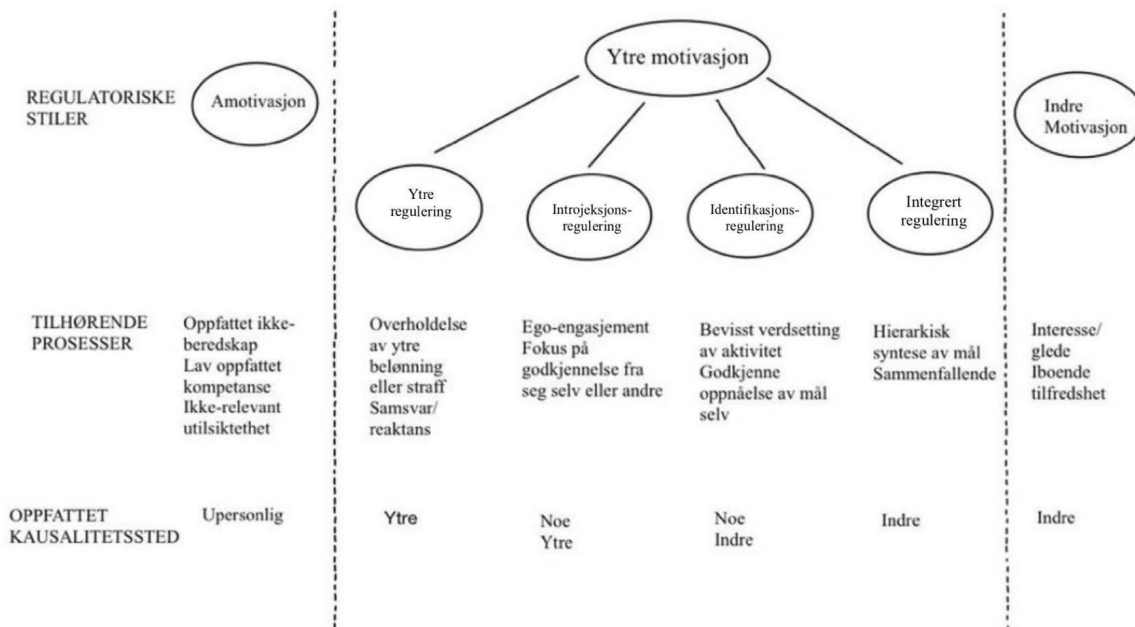 Ytre motivasjon
REGULATORISKE
STILER
Amotivasjon
Indre
Motivasjon
Ytre
regulering
Introjeksjons-
regulering
Identifikasjons-
regulering
Integrert
regulering
TILHØRENDE
PROSESSER
Oppfattet ikke-
beredskap
Lav oppfattet
kompetanse
Ikke-relevant
utilsiktethet
Overholdelse
av ytre
belønning
eller straff
Samsvar/
reaktans
Ego-engasjement
Fokus på
godkjennelse fra
seg selv eller andre
Bevisst verdsetting
av aktivitet
Godkjenne
oppnåelse av mål
selv
Hierarkisk
syntese av mål
Sammenfallende
Interesse/
glede
Iboende
tilfredshet
OPPFATTET
KAUSALITETSSTED
Upersonlig
Ytre
Noe
Ytre
Noe
Indre
Indre
Indre